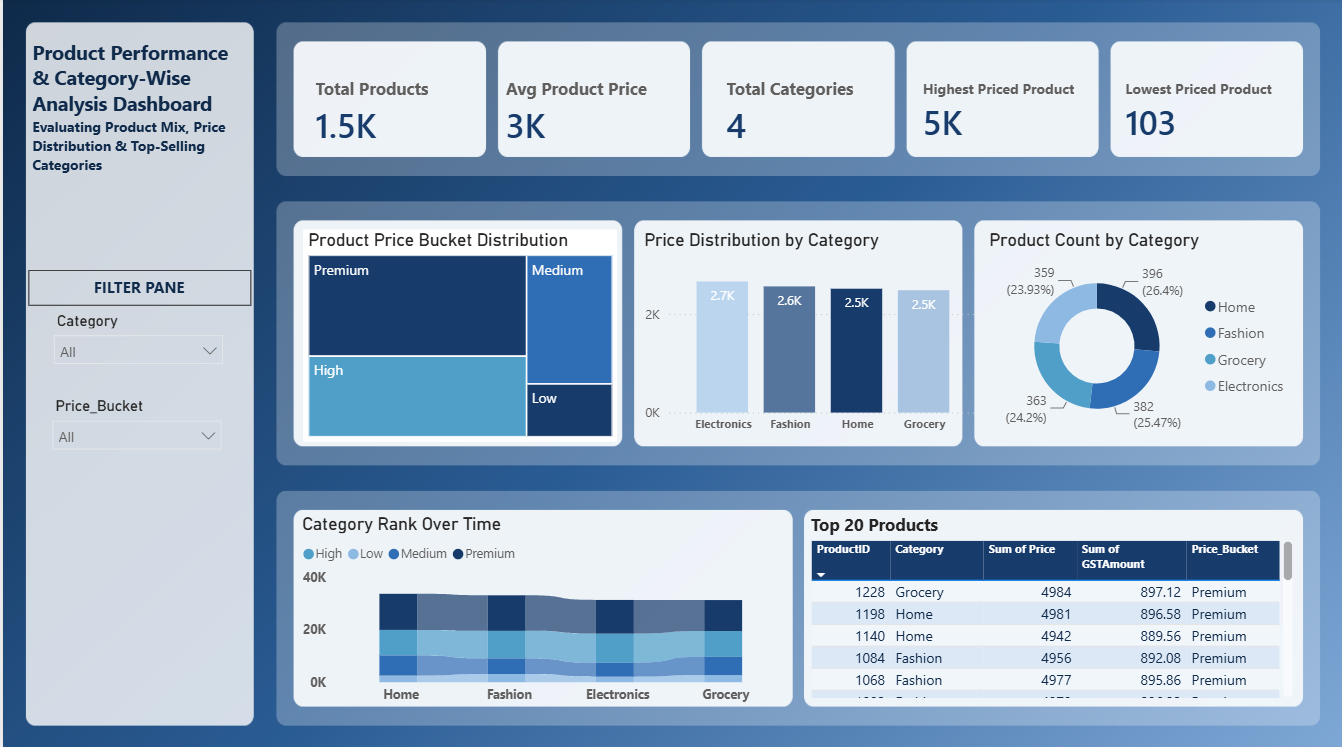 Product Performance
& Category-Wise
Analysis Dashboard
Evaluating Product Mix, Price
Distribution & Top-Selling
Categories
FILTER PANE
Category
All
Price_Bucket
All
Total Products
1.5K
Avg Product Price
3K
Total Categories
4
Highest Priced Product
5K
Lowest Priced Product
103
Product Price Bucket Distribution
Premium
Medium
High
Low
Price Distribution by Category
2K
0K
2.7K
2.6K
2.5K
2.5K
Electronics Fashion Home Grocery
Product Count by Category
359
(23.93%)
396
(26.4%)
363
(24.2%)
382
(25.47%)
Home
Fashion
Grocery
Electronics
Category Rank Over Time
High Low Medium Premium
40K
20K
0K
Home Fashion Electronics Grocery
Top 20 Products
ProductID Category Sum of Price Sum of GSTAmount Price_Bucket
1228 Grocery 4984 897.12 Premium
1198 Home 4981 896.58 Premium
1140 Home 4942 889.56 Premium
1084 Fashion 4956 892.08 Premium
1068 Fashion 4977 895.86 Premium